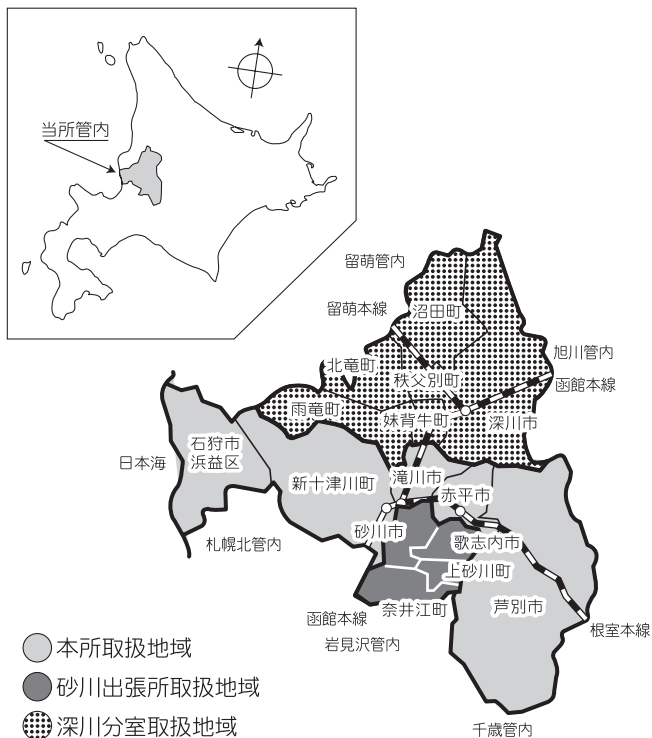 当所管内
留萌管内
留萌本線
沼田町
旭川管内
北竜町
秩父別町
函館本線
雨竜町
妹背牛町
深川市
石狩市
浜益区
日本海
新十津川町
滝川市
赤平市
砂川市
歌志内市
札幌北管内
上砂川町
奈井江町
芦別市
函館本線
岩見沢管内
根室本線
本所取扱地域
砂川出張所取扱地域
深川分室取扱地域
千歳管内